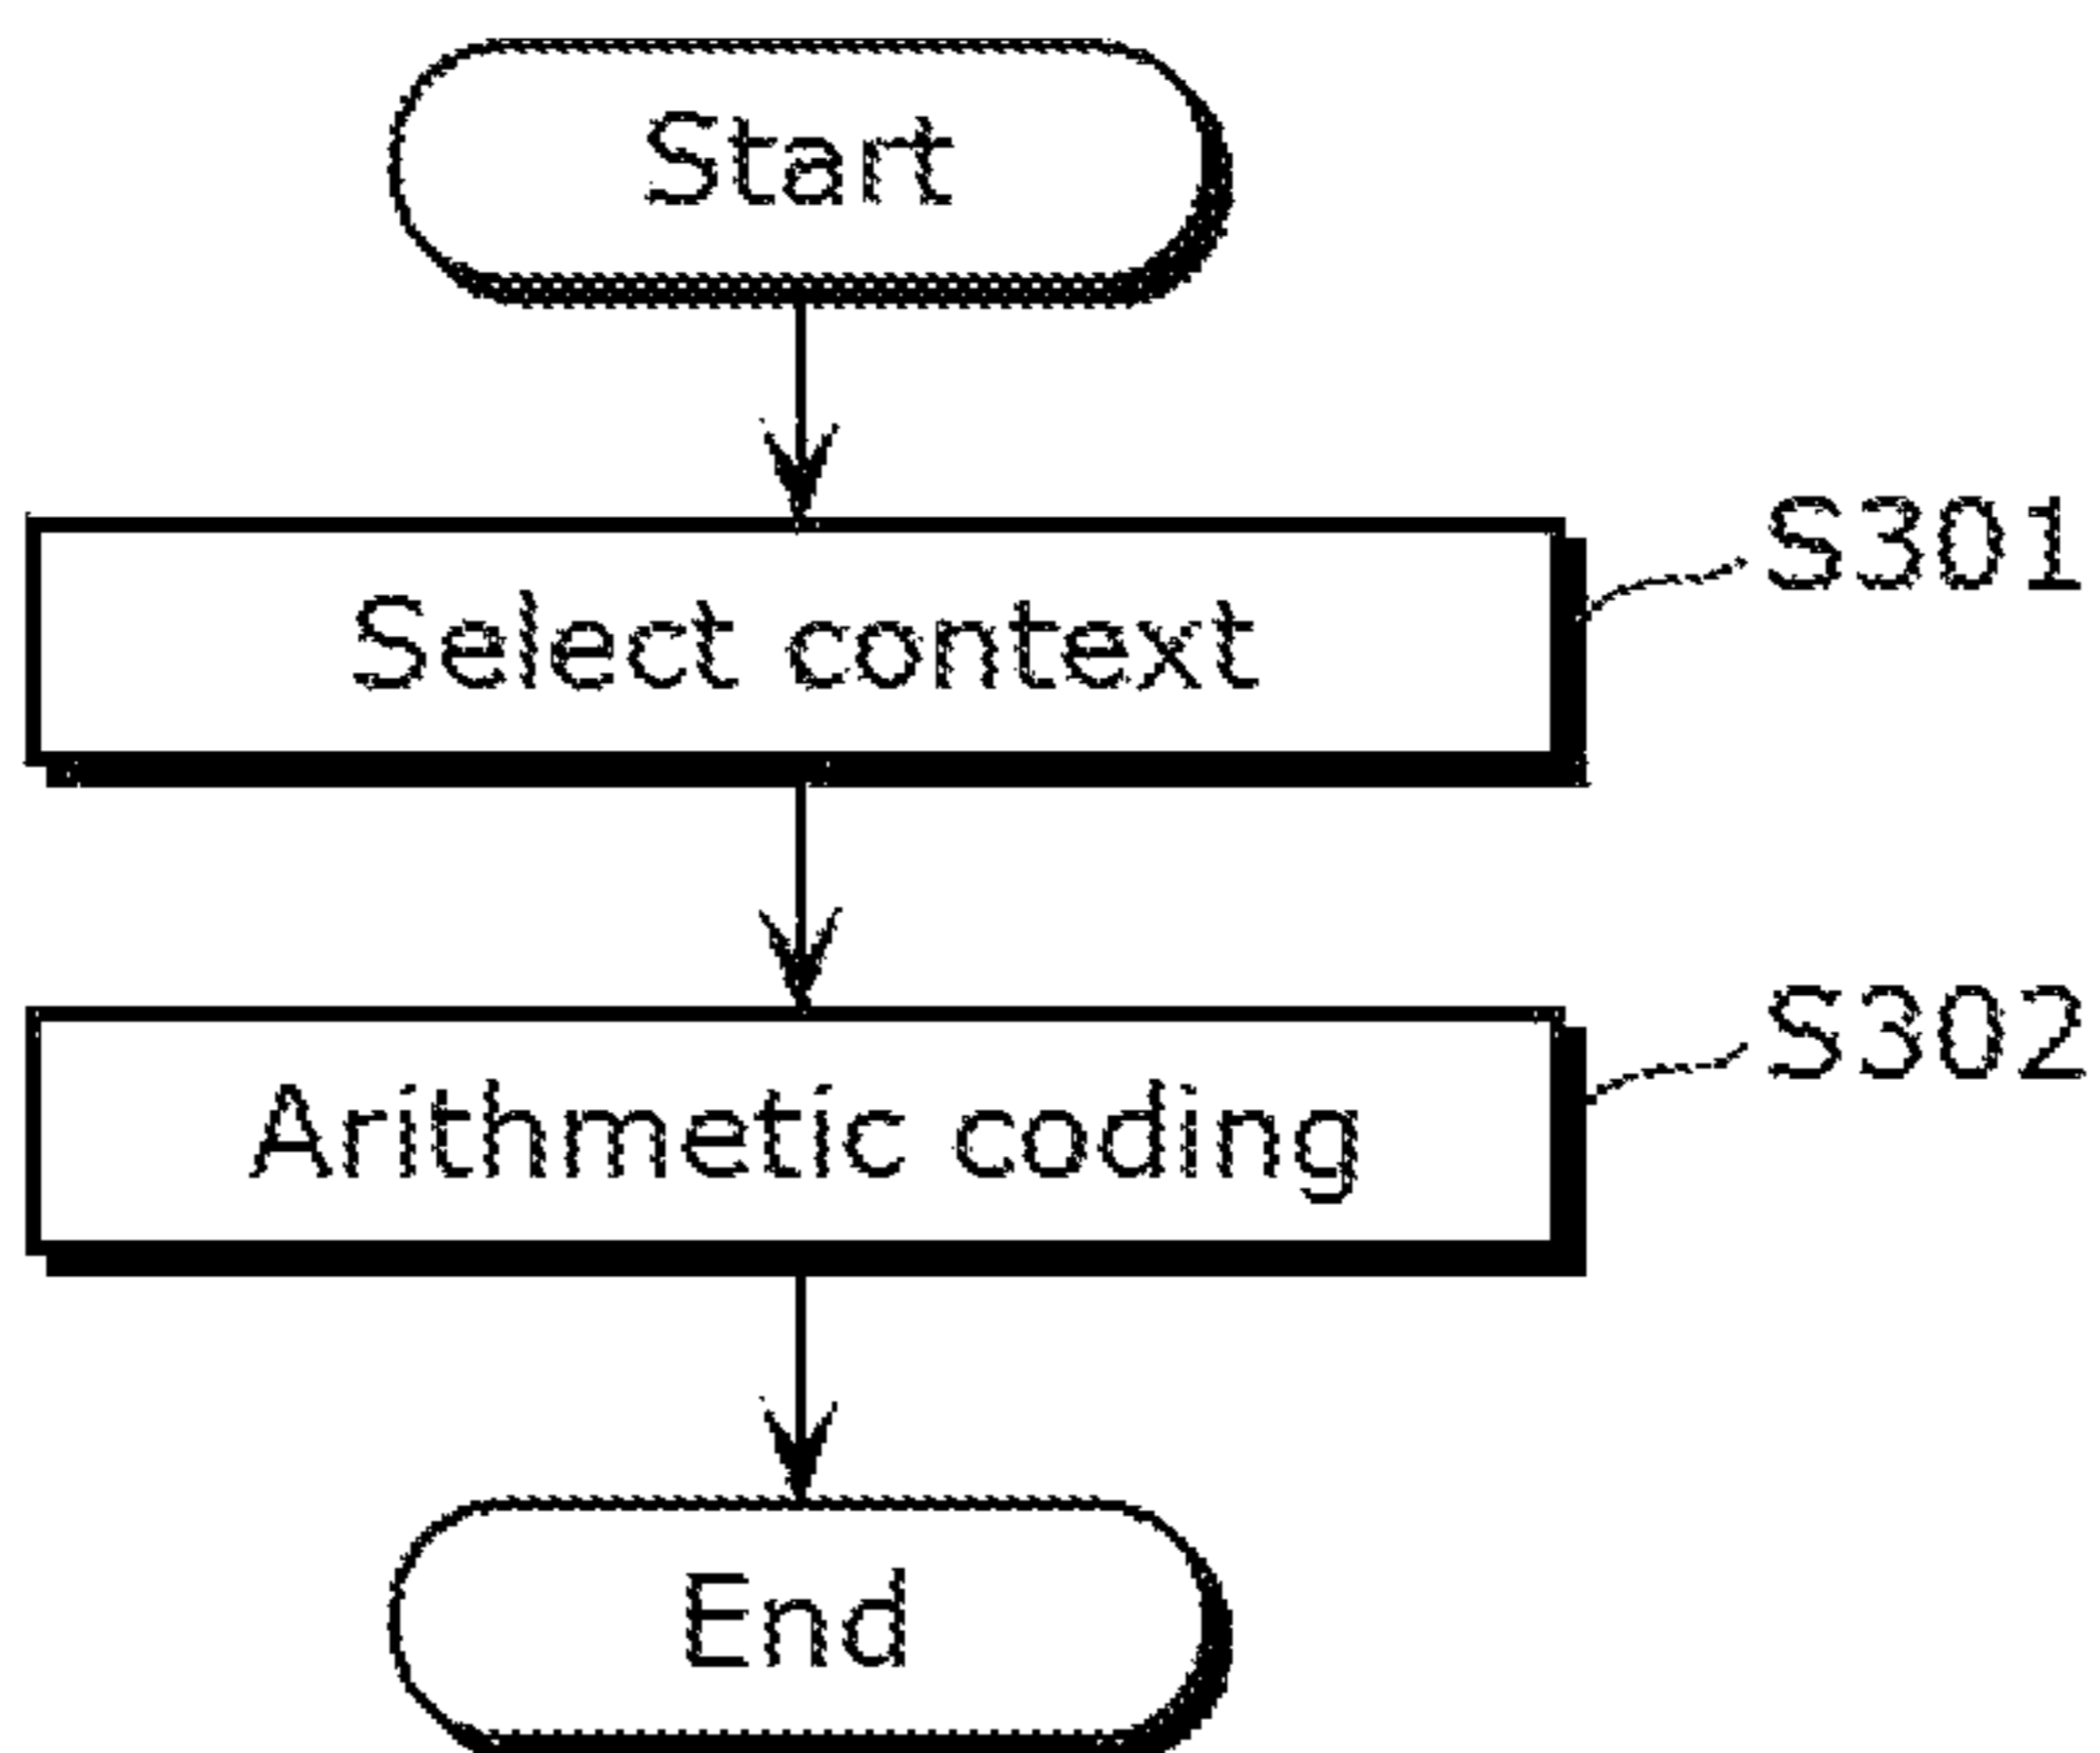 Start
S301
Select context
S302
Arithmetic coding
End